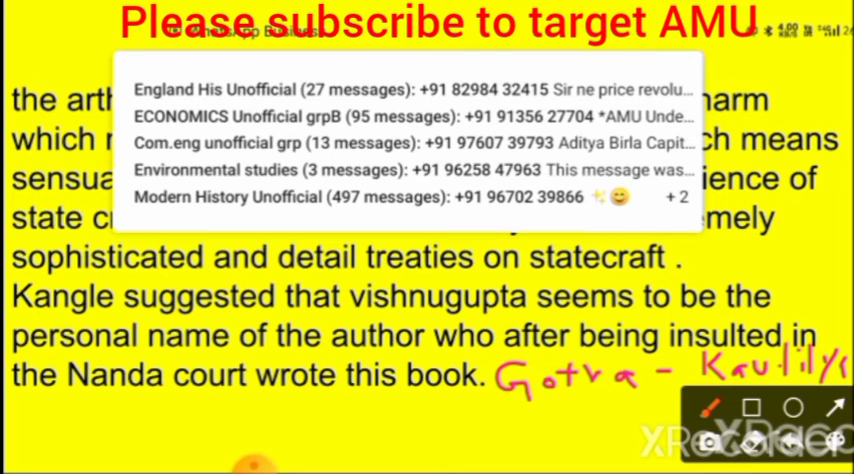 Please subscribe to target AMU
England His Unofficial (27 messages): +91 82984 32415 Sir ne price revolu...
ECONOMICS Unofficial grpB (95 messages): +91 91356 27704 *AMU Unde...
Com.eng unofficial grp (13 messages): +91 97607 39793 Aditya Birla Capit...
Environmental studies (3 messages): +91 96258 47963 This message was...
Modern History Unofficial (497 messages): +91 96702 39866 ✨😄 +2
the
which ch means
ience of
state mely
sophisticated and detail treaties on statecraft .
Kangle suggested that vishnugupta seems to be the
personal name of the author who after being insulted in
the Nanda court wrote this book. Gotra -
XRecorder